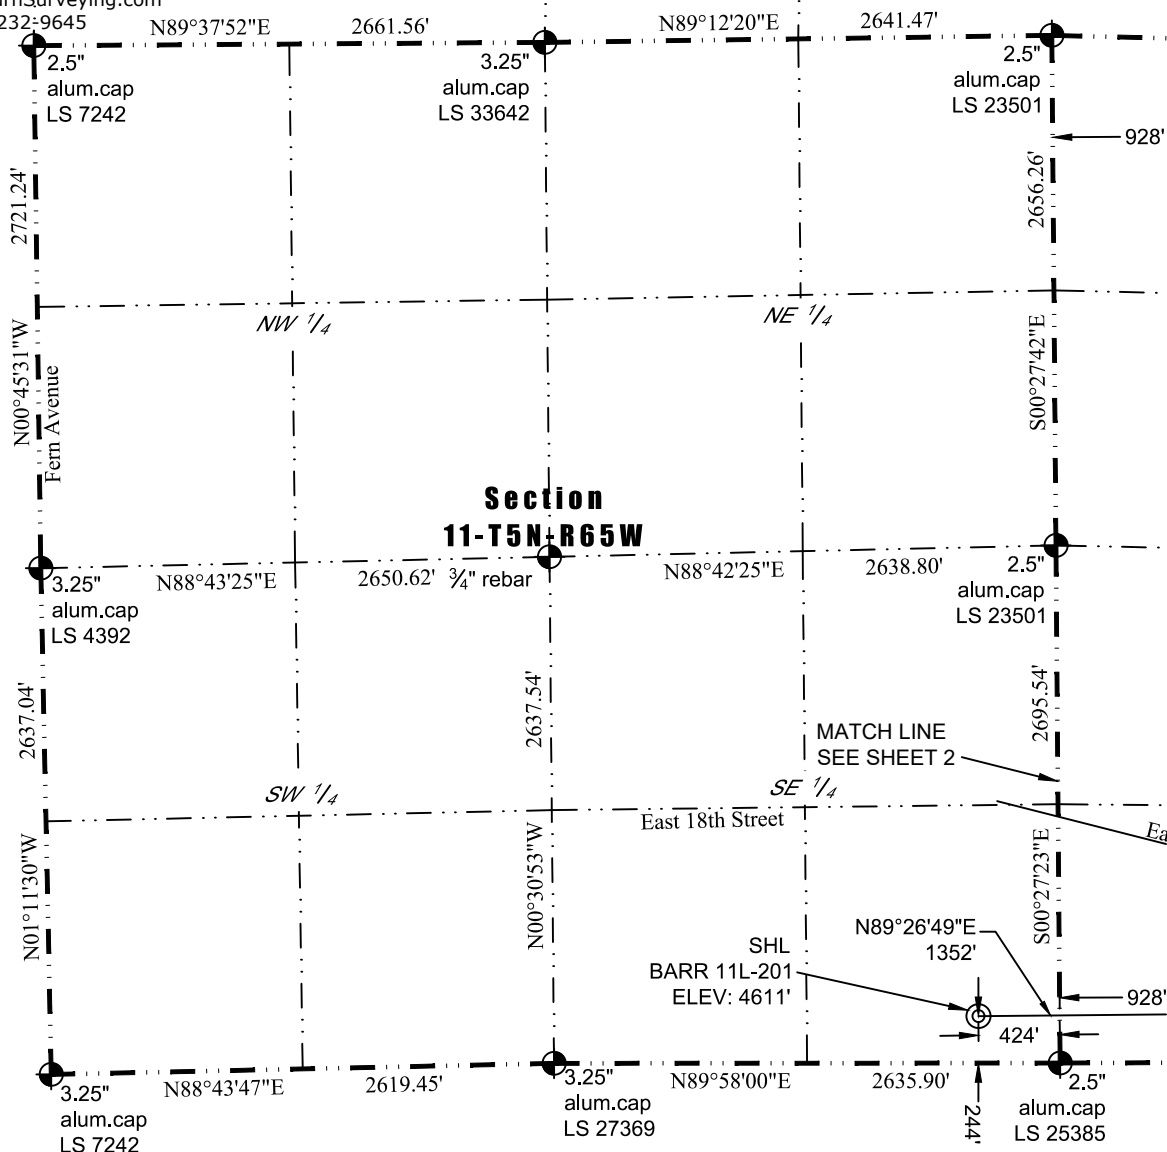 232-9645
N89°37'52"E 2661.56' N89°12'20"E 2641.47'
2.5"
alum.cap
LS 7242
3.25"
alum.cap
LS 33642
2.5"
alum.cap
LS 23501
928'
2721.24'
2656.26'
NW 1/4
NE 1/4
N00°45'31"W
Fern Avenue
S00°27'42"E
Section
11-T5N-R65W
3.25"
alum.cap
LS 4392
N88°43'25"E 2650.62' 3/4" rebar N88°42'25"E 2638.80'
2.5"
alum.cap
LS 23501
2637.04'
2637.54'
2695.54'
MATCH LINE
SEE SHEET 2
SW 1/4
SE 1/4
East 18th Street
N01°11'30"W
N00°30'53"W
S00°27'23"E
N89°26'49"E
1352'
SHL
BARR 11L-201
ELEV: 4611'
928'
424'
244'
3.25"
alum.cap
LS 7242
N88°43'47"E 2619.45'
3.25"
alum.cap
LS 27369
N89°58'00"E 2635.90'
2.5"
alum.cap
LS 25385